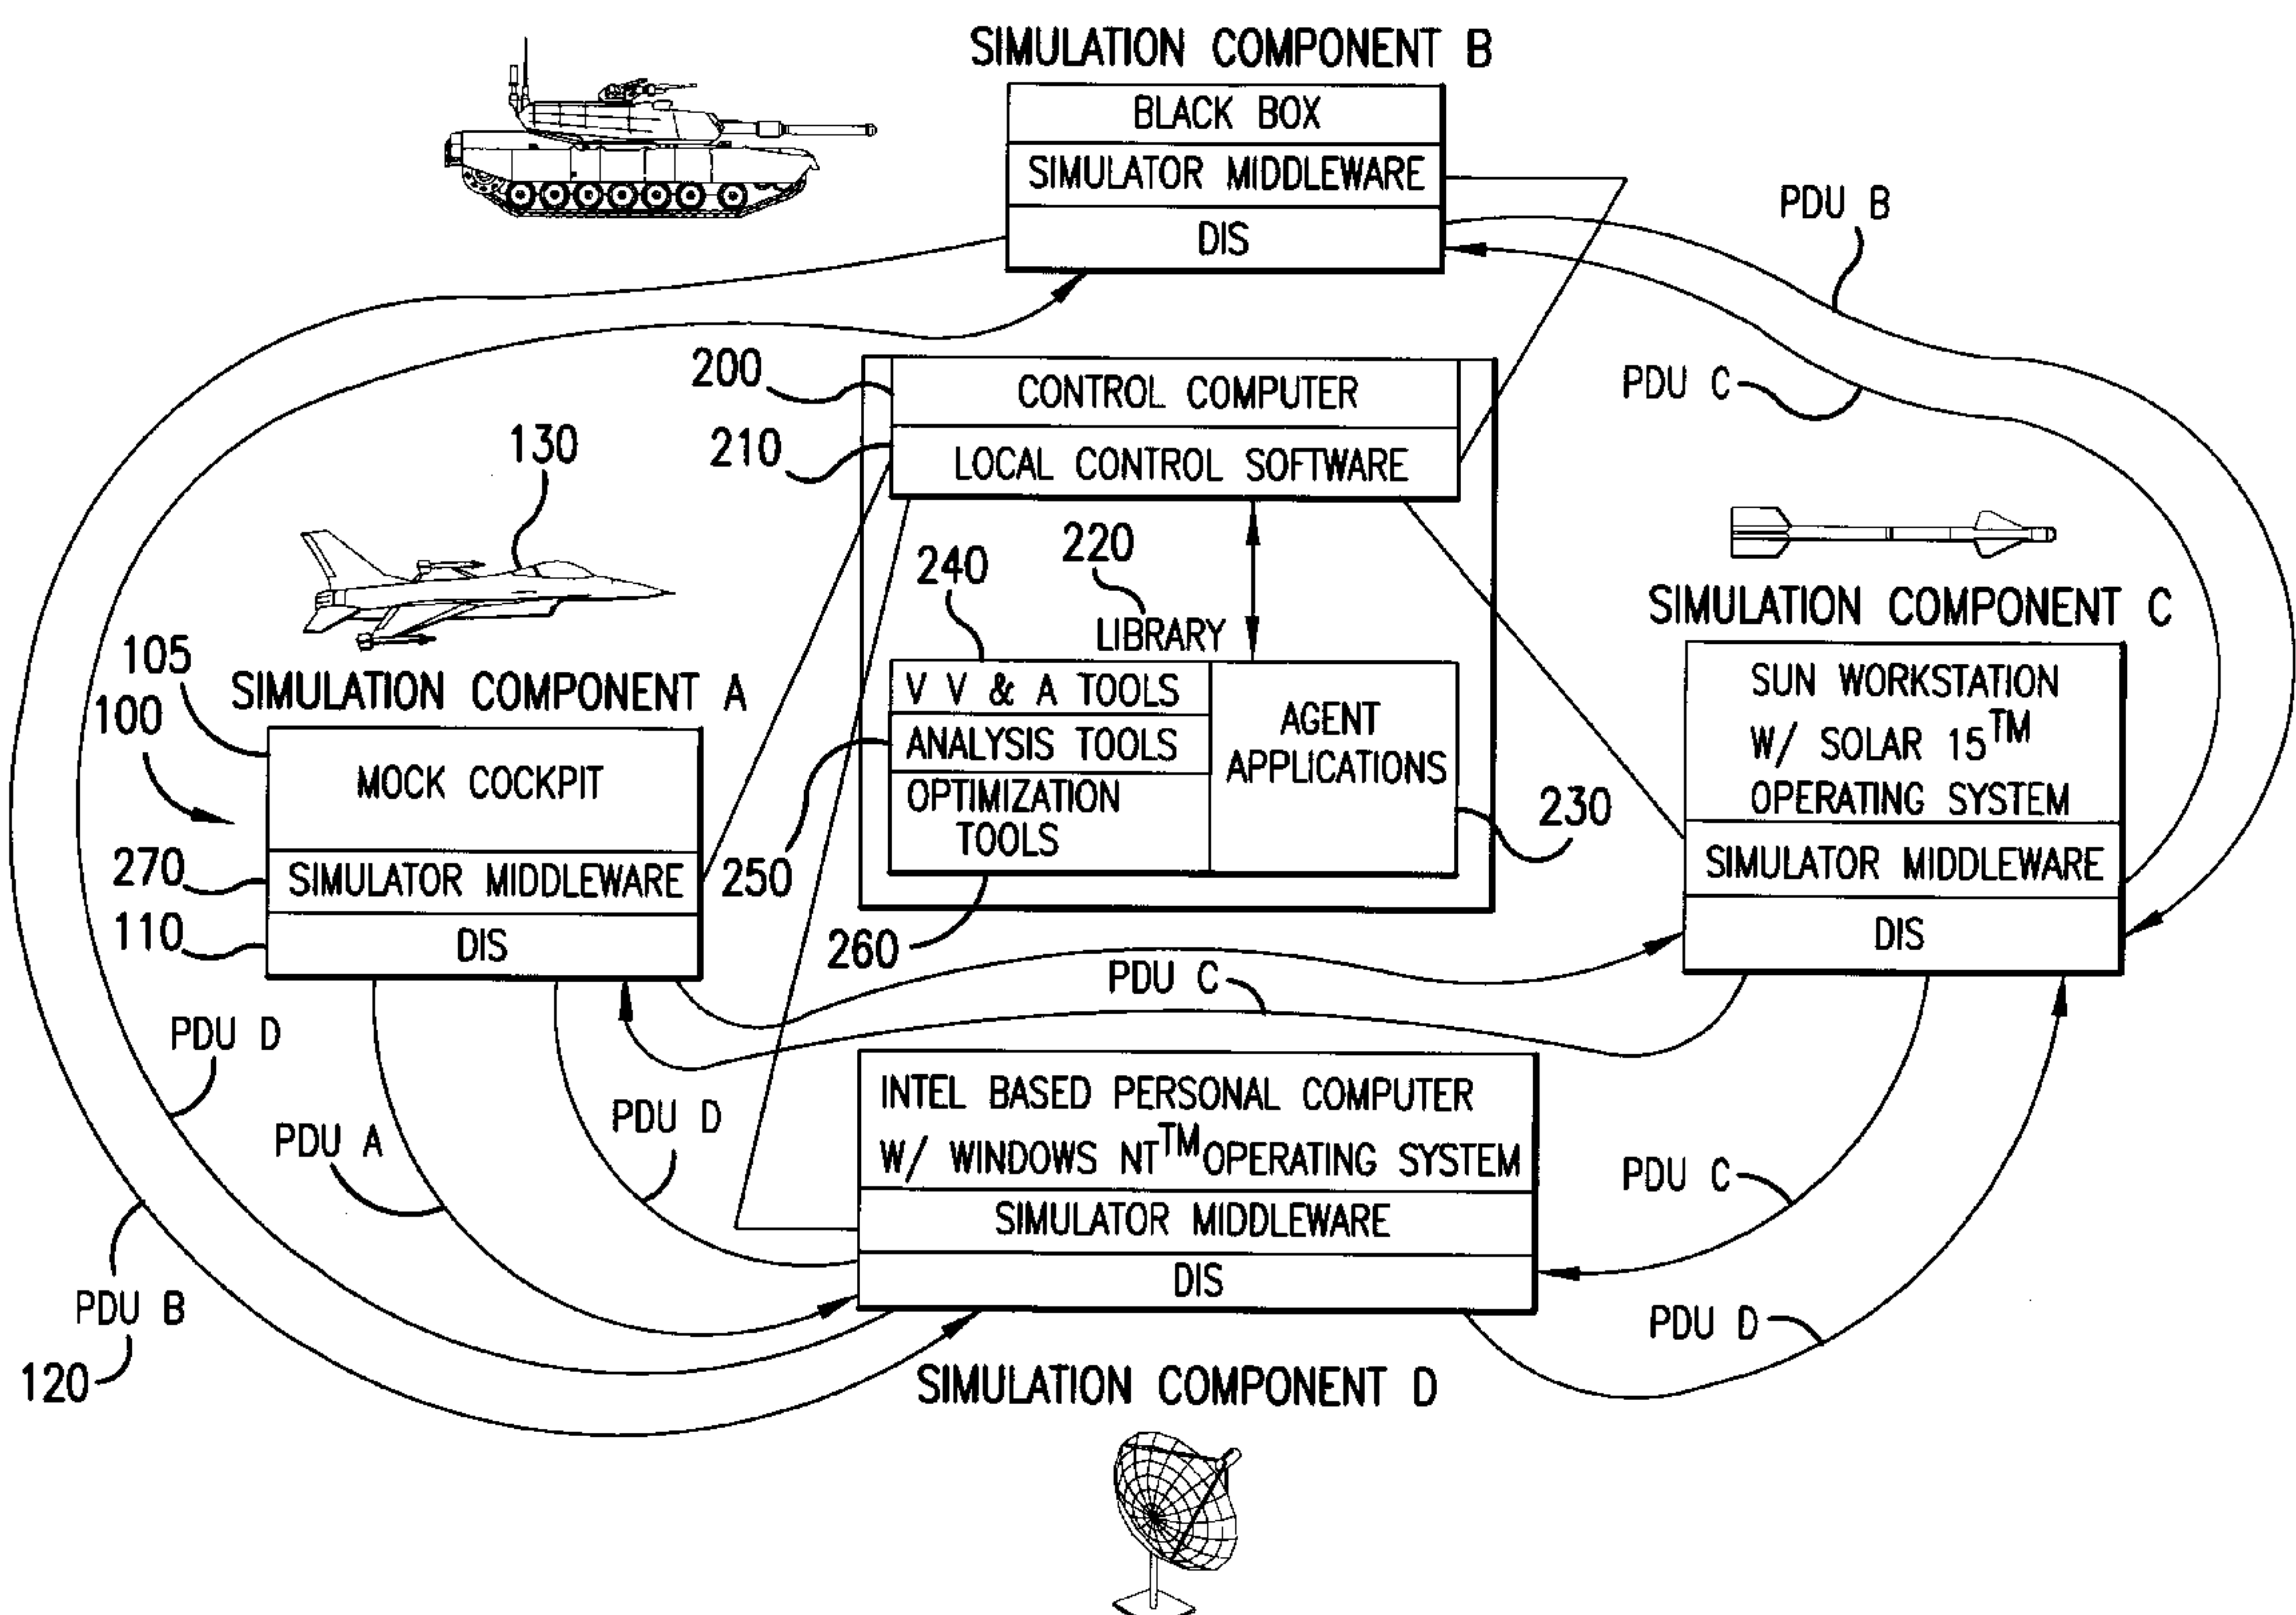 SIMULATION COMPONENT B
BLACK BOX
SIMULATOR MIDDLEWARE
DIS
PDU B
PDU C
200
CONTROL COMPUTER
210
LOCAL CONTROL SOFTWARE
130
220
LIBRARY
240
V V & A TOOLS
ANALYSIS TOOLS
OPTIMIZATION
TOOLS
AGENT
APPLICATIONS
250
260
230
105
SIMULATION COMPONENT A
100
MOCK COCKPIT
270
SIMULATOR MIDDLEWARE
110
DIS
SIMULATION COMPONENT C
SUN WORKSTATION
W/ SOLAR 15™
OPERATING SYSTEM
SIMULATOR MIDDLEWARE
DIS
PDU C
PDU D
PDU A
PDU D
INTEL BASED PERSONAL COMPUTER
W/ WINDOWS NT™ OPERATING SYSTEM
SIMULATOR MIDDLEWARE
DIS
PDU C
PDU B
120
PDU D
SIMULATION COMPONENT D